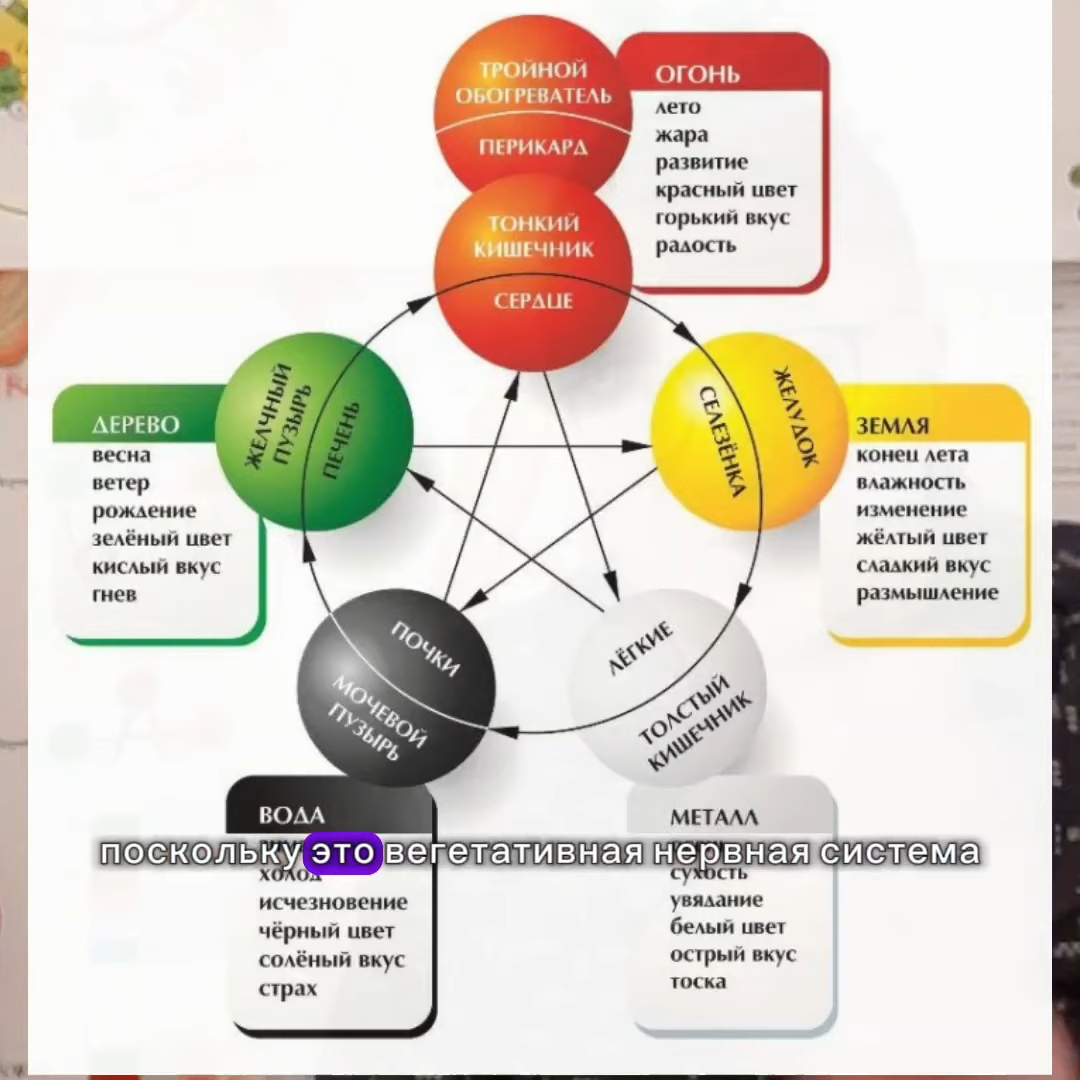 ТРОЙНОЙ
ОБОГРЕВАТЕЛЬ
ПЕРИКАРД
ОГОНЬ
лето
жара
развитие
красный цвет
горький вкус
радость
ТОНКИЙ
КИШЕЧНИК
СЕРДЦЕ
ДЕРЕВО
весна
ветер
рождение
зелёный цвет
кислый вкус
гнев
ЖЕЛЧНЫЙ
ПУЗЫРЬ
ПЕЧЕНЬ
СЕЛЕЗЁНКА
ЖЕЛУДОК
ЗЕМЛЯ
конец лета
влажность
изменение
жёлтый цвет
сладкий вкус
размышление
ПОЧКИ
МОЧЕВОЙ
ПУЗЫРЬ
ЛЁГКИЕ
ТОЛСТЫЙ
КИШЕЧНИК
ВОДА
холод
исчезновение
чёрный цвет
солёный вкус
страх
МЕТАЛЛ
сухость
увядание
белый цвет
острый вкус
тоска
поскольку это вегетативная нервная система